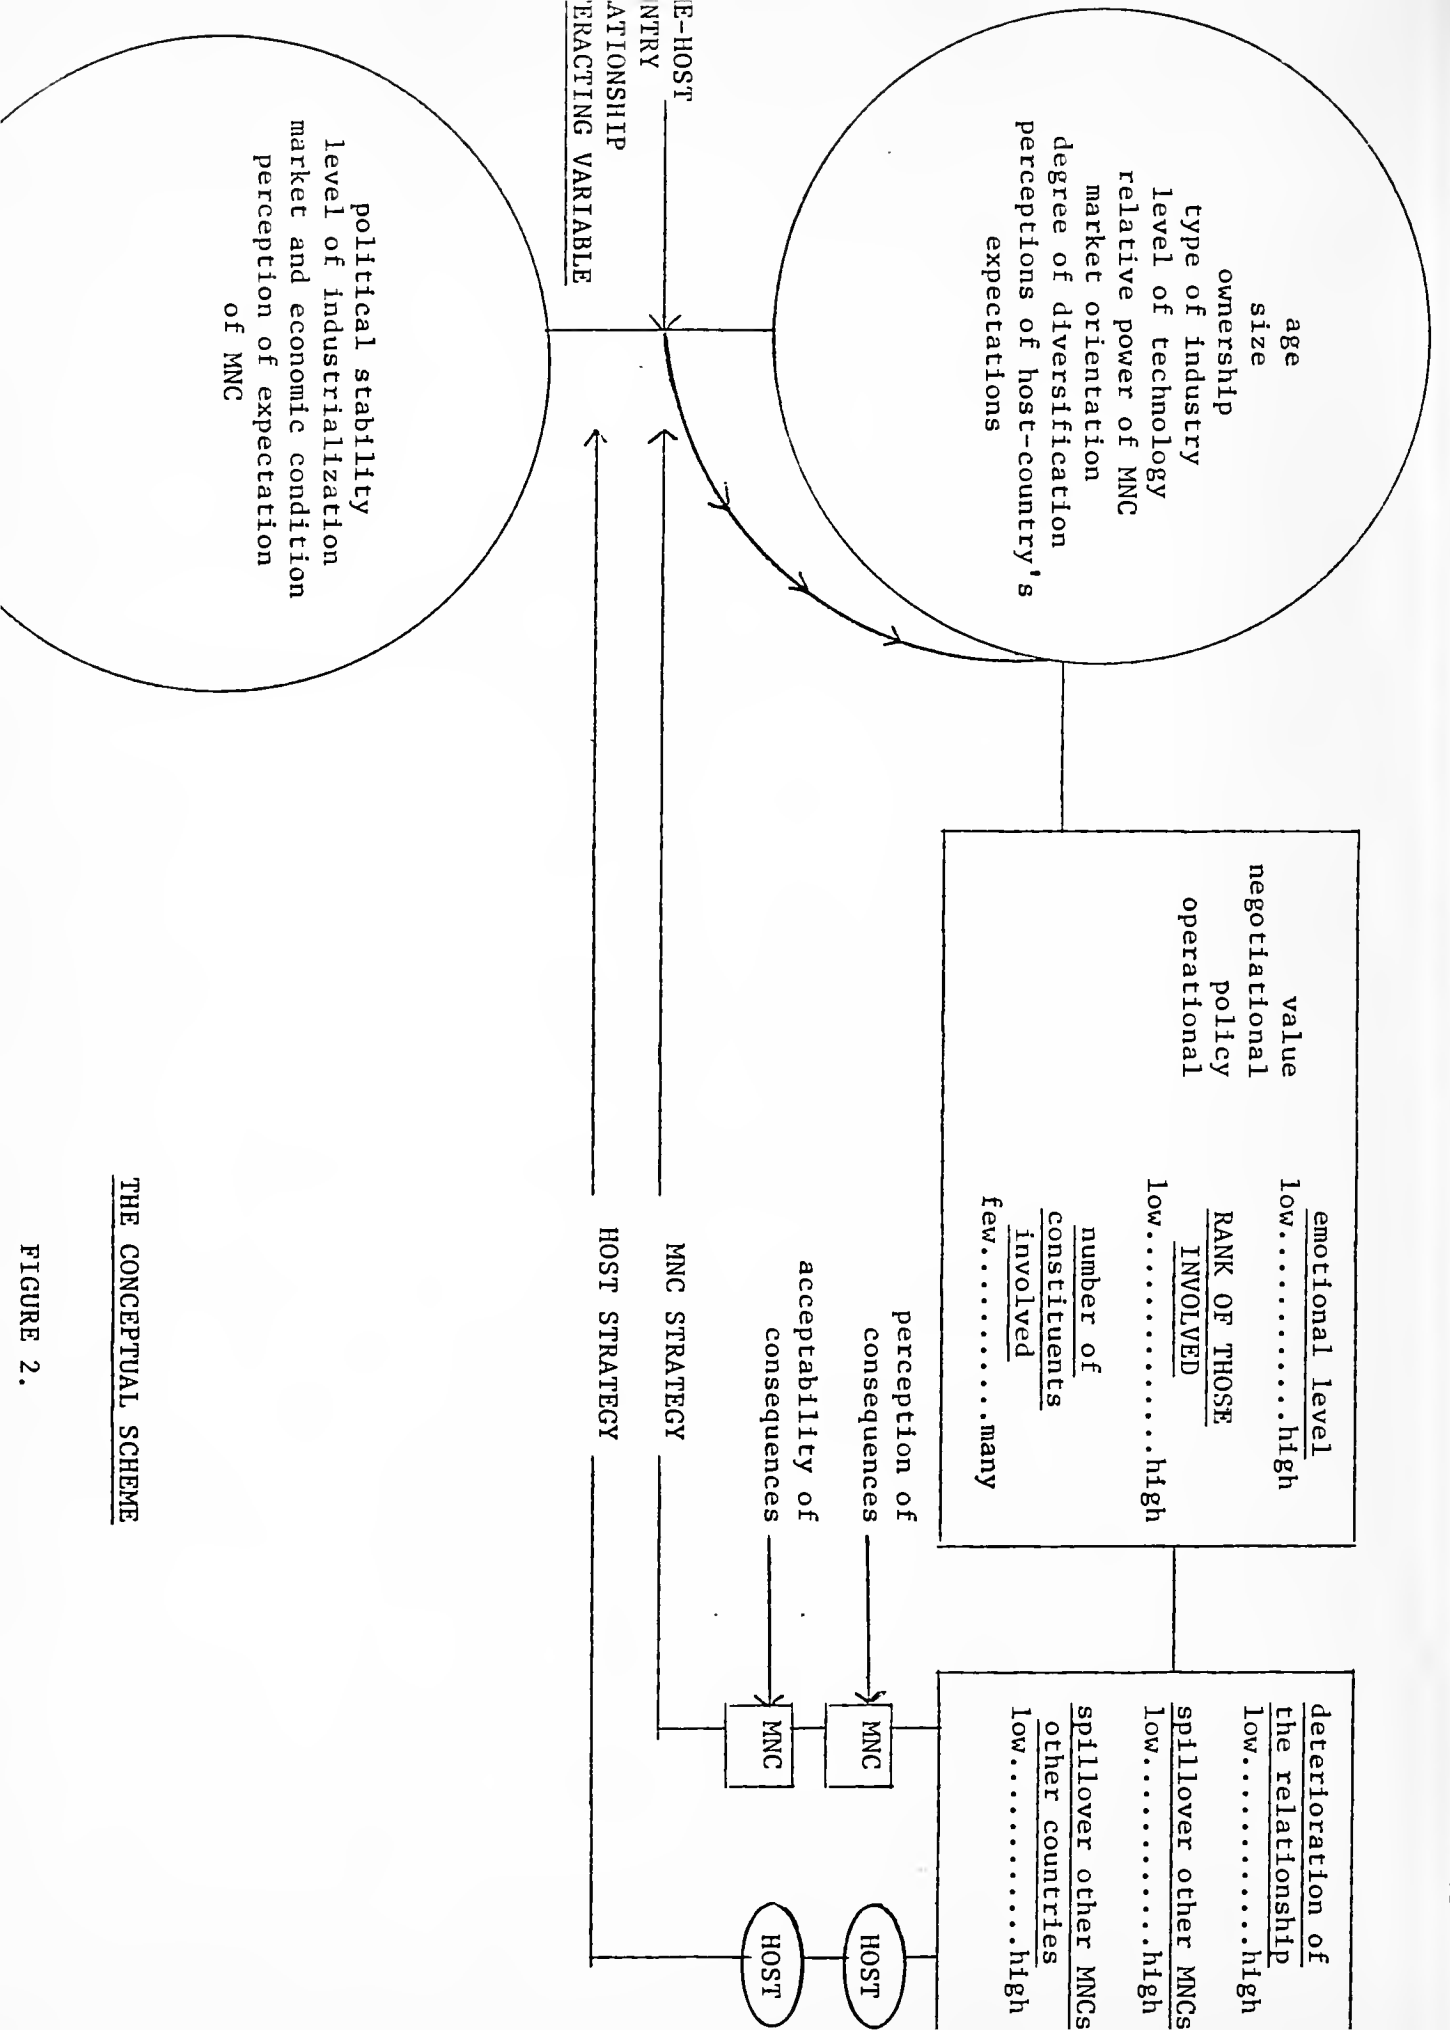 age
size
ownership
type of industry
level of technology
relative power of MNC
market orientation
degree of diversification
perceptions of host-country's
expectations
E-HOST
NTRY
ATIONSHIP
ERACTING VARIABLE
political stability
level of industrialization
market and economic condition
perception of expectation
of MNC
value
negotiational
policy
operational
emotional level
low............high
RANK OF THOSE
INVOLVED
low..............high
number of
constituents
involved
few...........many
deterioration of
the relationship
low............high
spillover other MNCs
low............high
spillover other MNCs
other countries
low............high
perception of
consequences
acceptability of
consequences
MNC
MNC
HOST
HOST
MNC STRATEGY
HOST STRATEGY
THE CONCEPTUAL SCHEME
FIGURE 2.